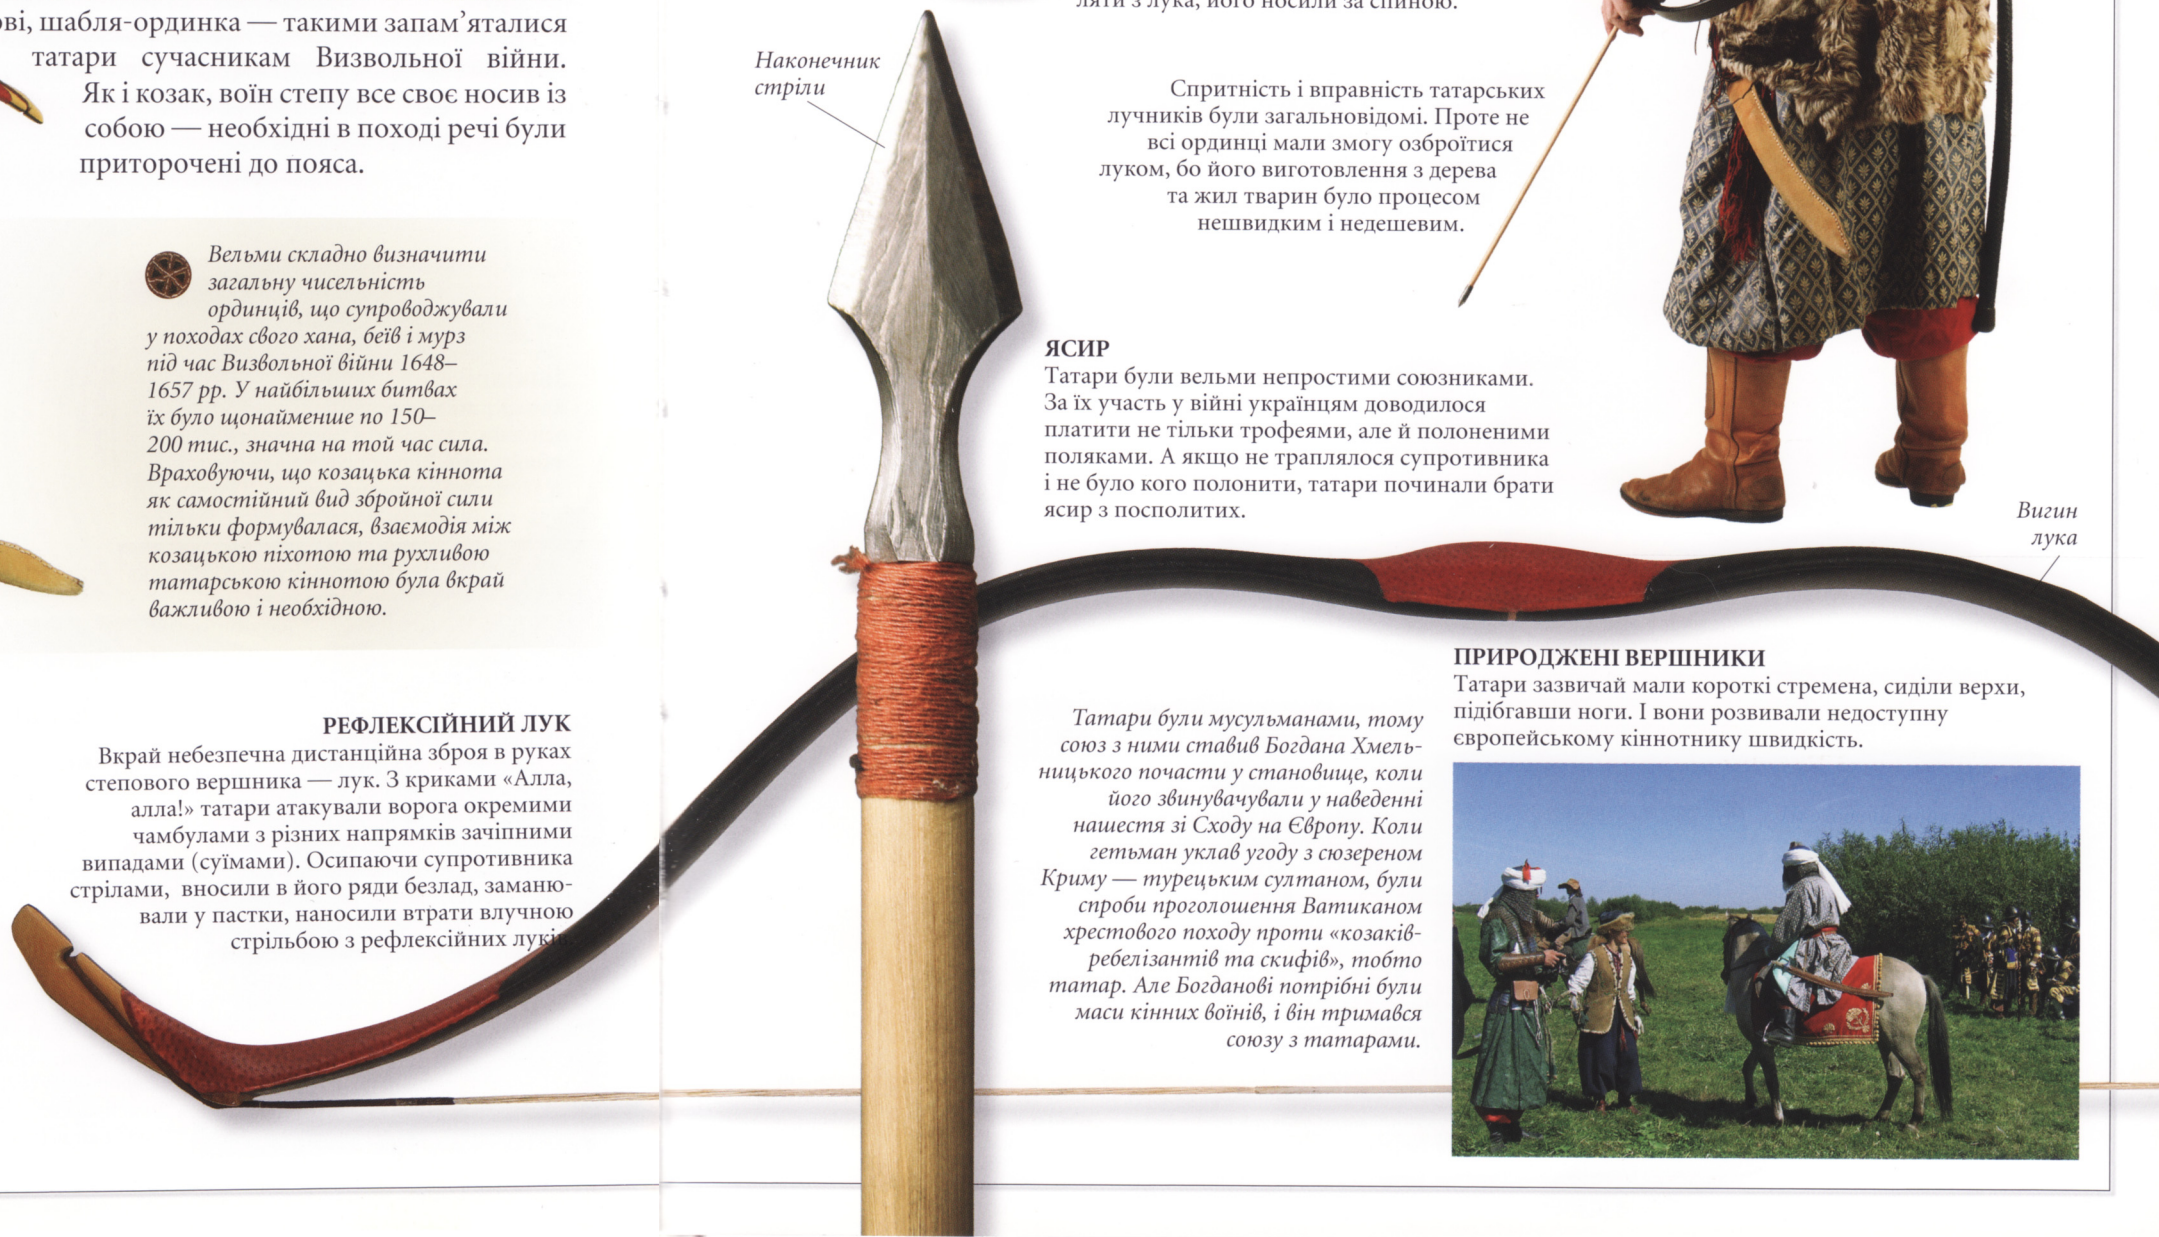 шабля-ординка — такими запам’яталися
татари сучасникам Визвольної війни.
Як і козак, воїн степу все своє носив із
собою — необхідні в поході речі були
приторочені до пояса.
Вельми складно визначити
загальну чисельність
ординців, що супроводжували
у походах свого хана, беїв і мурз
під час Визвольної війни 1648–
1657 рр. У найбільших битвах
їх було щонайменше по 150–
200 тис., значна на той час сила.
Враховуючи, що козацька кіннота
як самостійний вид збройної сили
тільки формувалася, взаємодія між
козацькою піхотою та рухливою
татарською кіннотою була вкрай
важливою і необхідною.
РЕФЛЕКСІЙНИЙ ЛУК
Вкрай небезпечна дистанційна зброя в руках
степового вершника — лук. З криками «Алла,
алла!» татари атакували ворога окремими
чамбулами з різних напрямків зачіпними
випадами (суїмами). Осипаючи супротивника
стрілами, вносили в його ряди безлад, заманю-
вали у пастки, наносили втрати влучною
стрільбою з рефлексійних луків.
Наконечник
стріли
ляти з лука, його носили за спиною.
Спритність і вправність татарських
лучників були загальновідомі. Проте не
всі ординці мали змогу озброїтися
луком, бо його виготовлення з дерева
та жил тварин було процесом
нешвидким і недешевим.
ЯСИР
Татари були вельми непростими союзниками.
За їх участь у війні українцям доводилося
платити не тільки трофеями, але й полоненими
поляками. А якщо не траплялося супротивника
і не було кого полонити, татари починали брати
ясир з посполитих.
Вигин
лука
Татари були мусульманами, тому
союз з ними ставив Богдана Хмель-
ницького почасти у становище, коли
його звинувачували у наведенні
нашестя зі Сходу на Європу. Коли
гетьман уклав угоду з сюзереном
Криму — турецьким султаном, були
спроби проголошення Ватиканом
хрестового походу проти «козаків-
ребелізантів та скифів», тобто
татар. Але Богданові потрібні були
маси кінних воїнів, і він тримався
союзу з татарами.
ПРИРОДЖЕНІ ВЕРШНИКИ
Татари зазвичай мали короткі стремена, сиділи верхи,
підібгавши ноги. І вони розвивали недоступну
європейському кіннотнику швидкість.